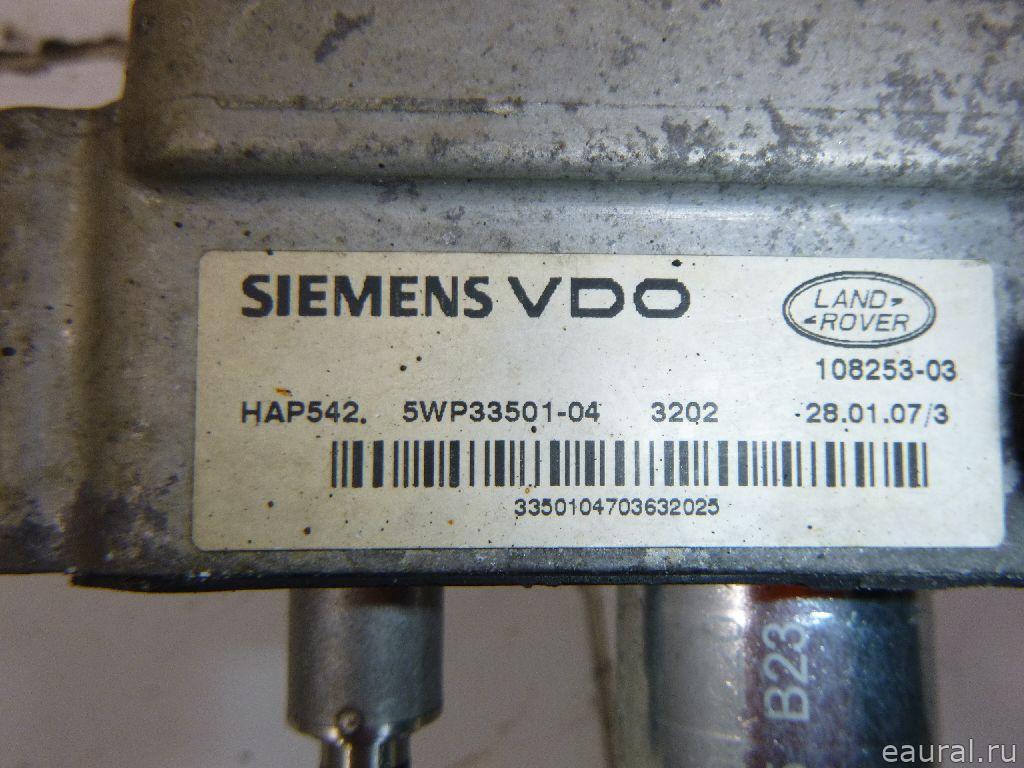 SIEMENS VDO
LAND
ROVER
108253-03
HAP542. 5WP33501-04 3202 28.01.07/3
3350104703632025
B23
eaural.ru